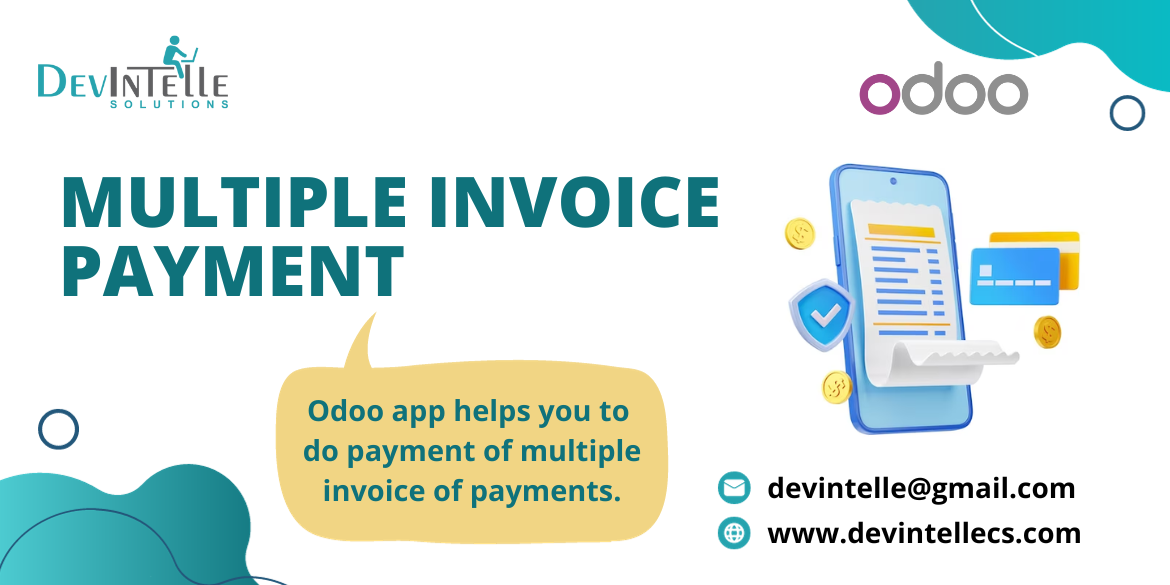 DEVINTELLE
SOLUTIONS
odoo
MULTIPLE INVOICE
PAYMENT
Odoo app helps you to
do payment of multiple
invoice of payments.
devintelle@gmail.com
www.devintellecs.com